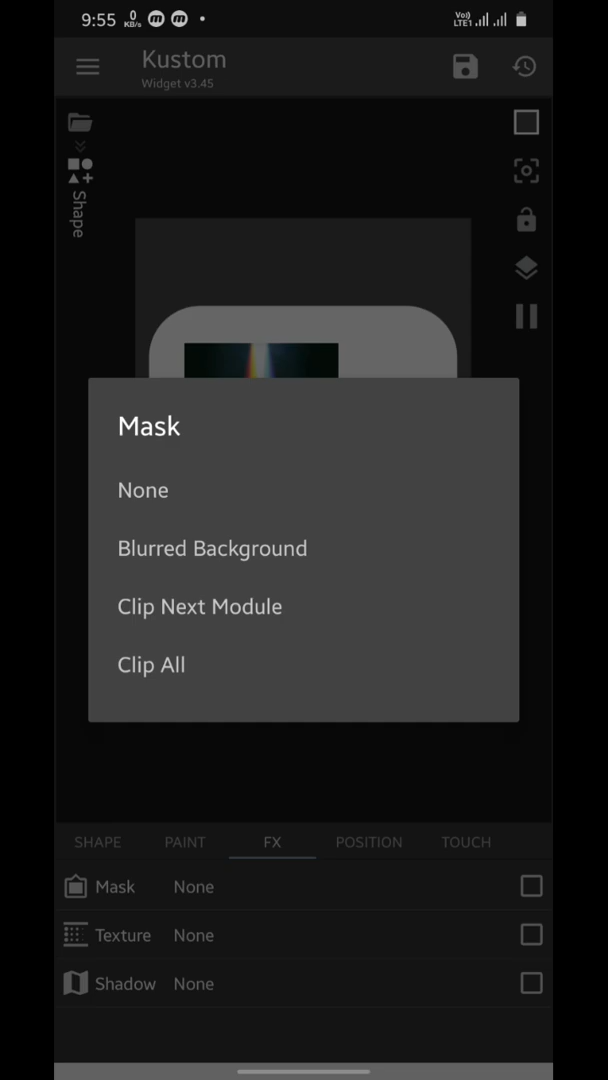 9:55 0 KB/s m m • Vo) LTE1
Kustom
Widget v3.45
Shape
Mask
None
Blurred Background
Clip Next Module
Clip All
SHAPE PAINT FX POSITION TOUCH
Mask None
Texture None
Shadow None